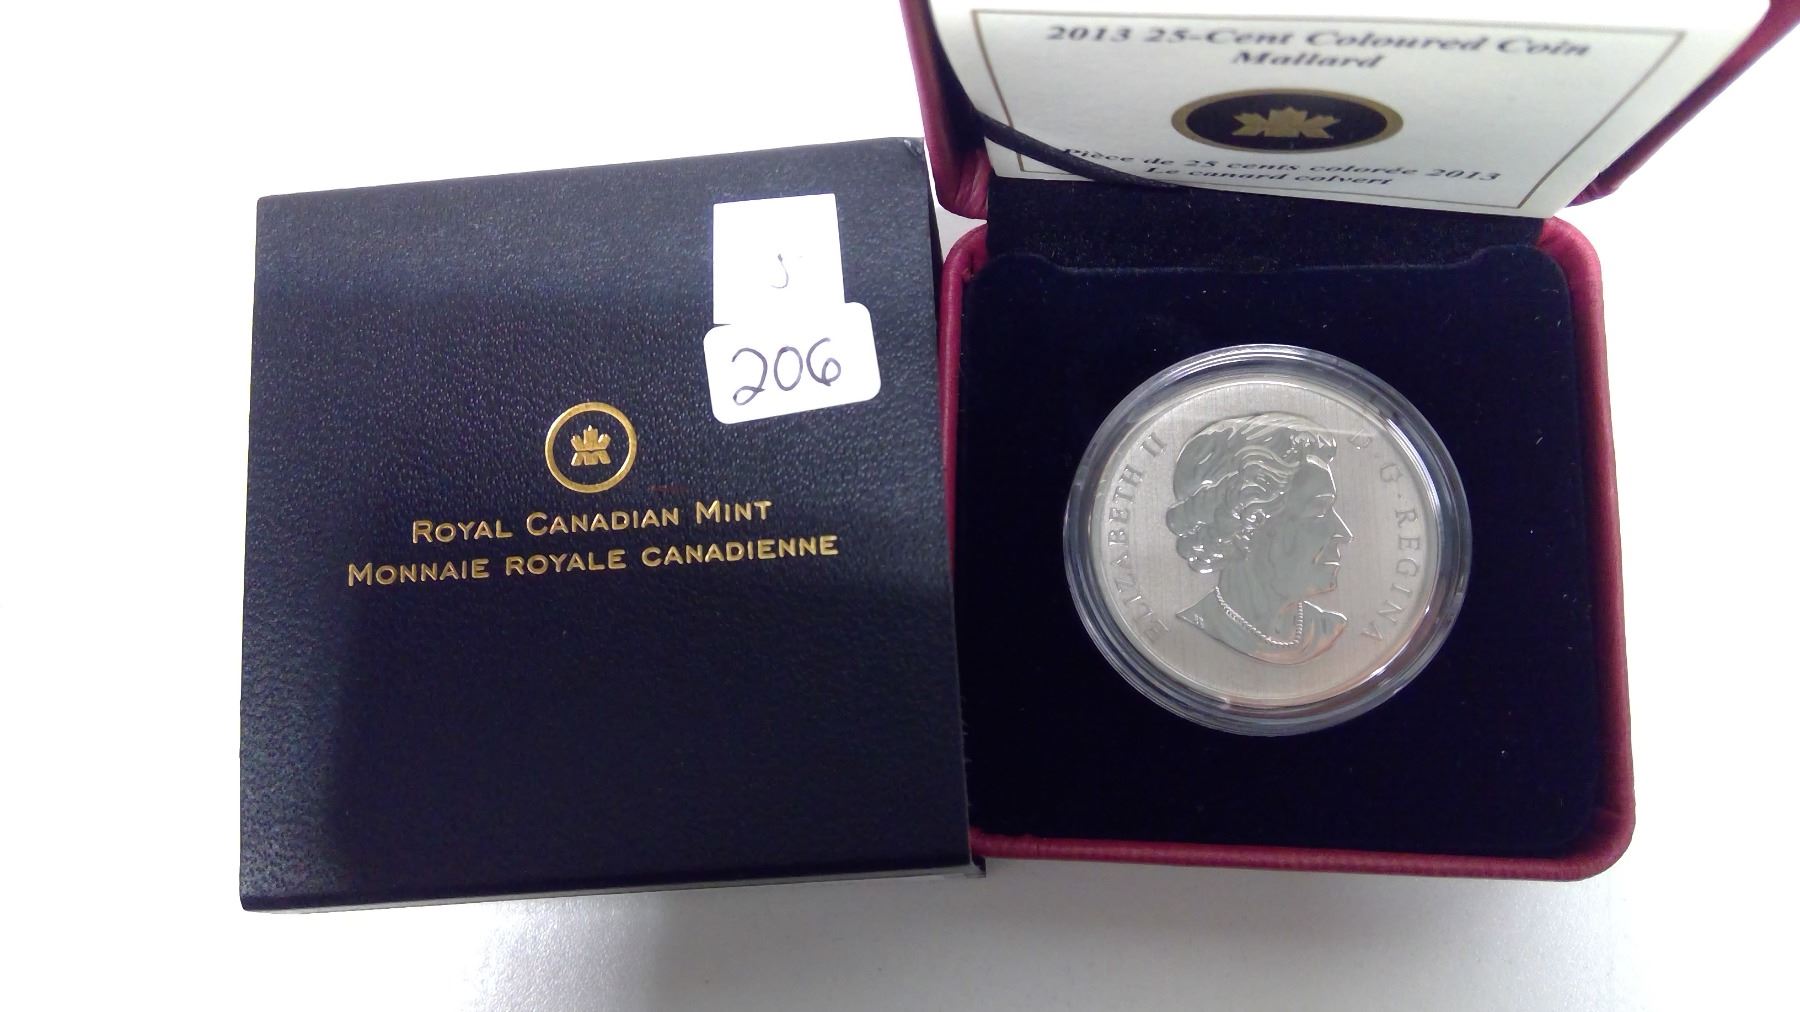 J
206
ROYAL CANADIAN MINT
MONNAIE ROYALE CANADIENNE
2013 25-Cent Coloured Coin
Mallard
Pièce de 25 cents colorée 2013
Le canard colvert
ELIZABETH II D·G·REGINA